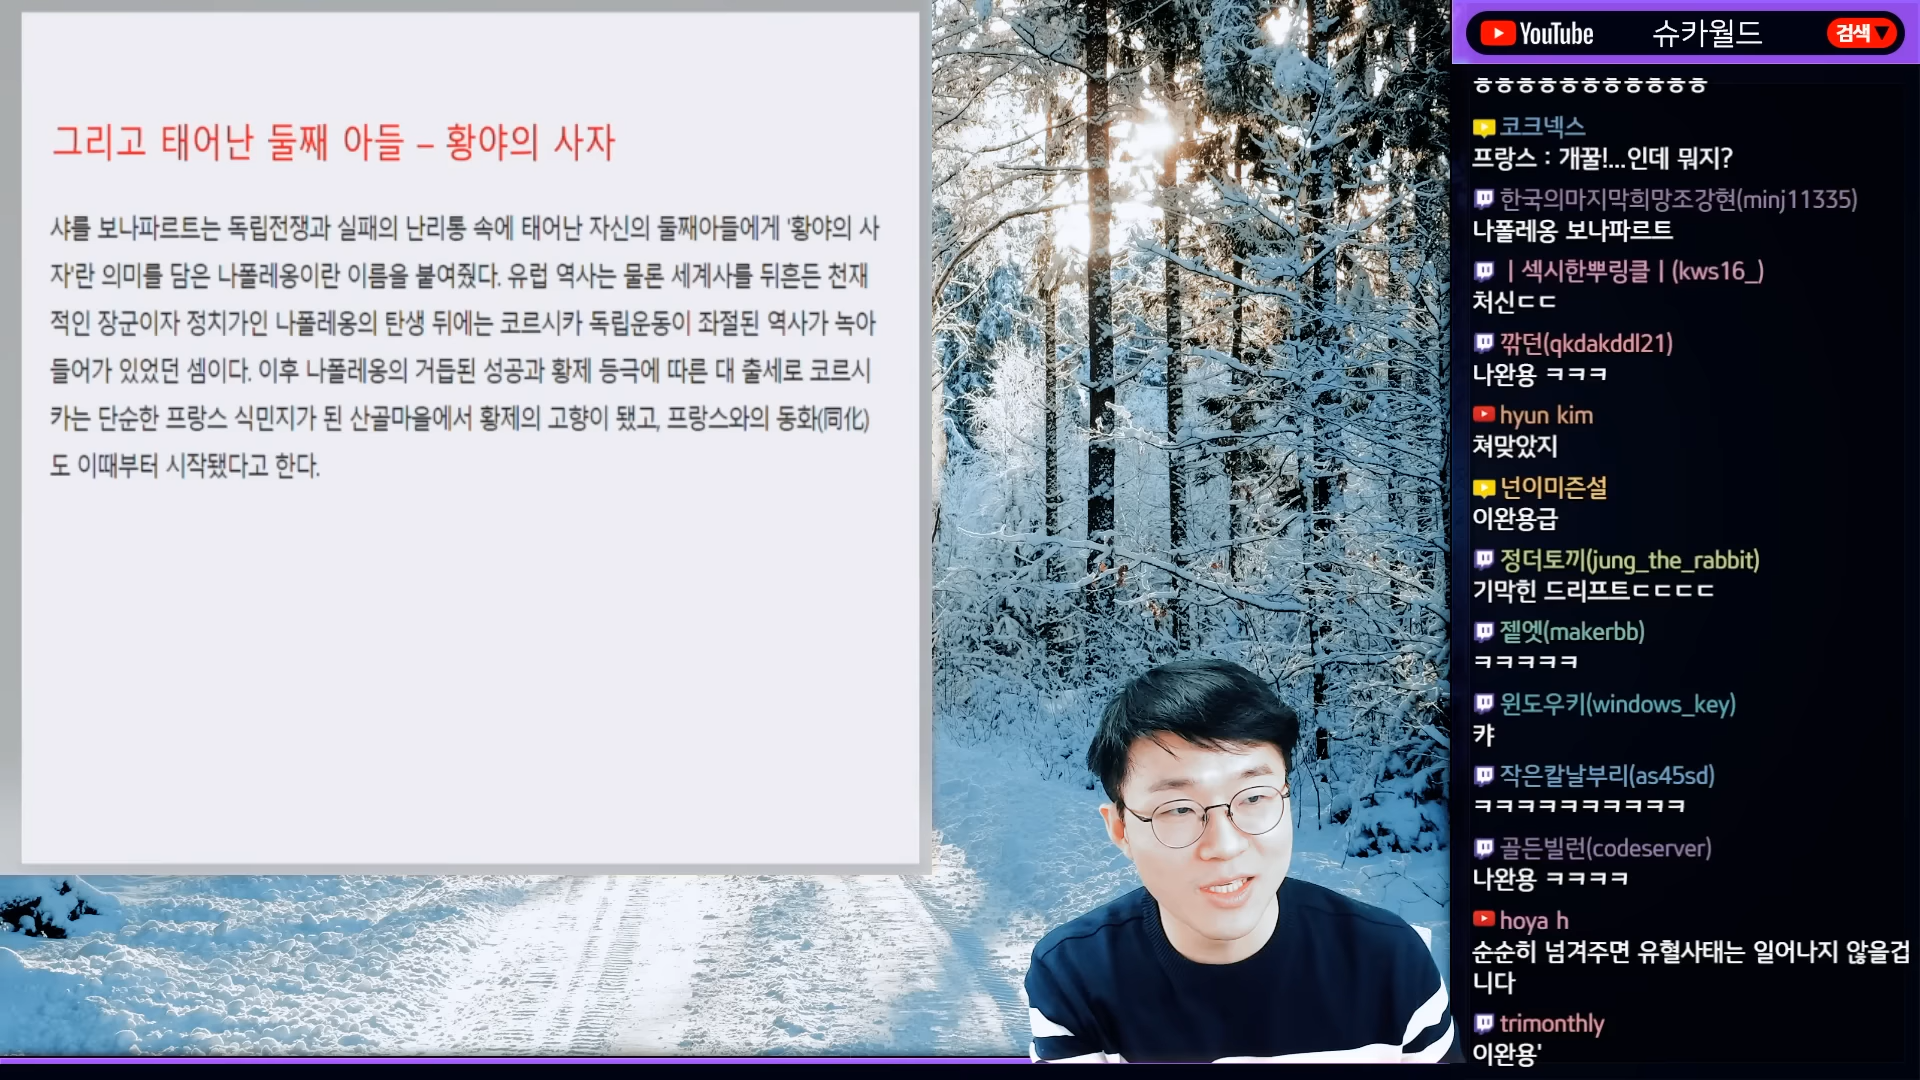 그리고 태어난 둘째 아들 – 황야의 사자
샤를 보나파르트는 독립전쟁과 실패의 난리통 속에 태어난 자신의 둘째아들에게 '황야의 사
자'란 의미를 담은 나폴레옹이란 이름을 붙여줬다. 유럽 역사는 물론 세계사를 뒤흔든 천재
적인 장군이자 정치가인 나폴레옹의 탄생 뒤에는 코르시카 독립운동이 좌절된 역사가 녹아
들어가 있었던 셈이다. 이후 나폴레옹의 거듭된 성공과 황제 등극에 따른 대 출세로 코르시
카는 단순한 프랑스 식민지가 된 산골마을에서 황제의 고향이 됐고, 프랑스와의 동화(同化)
도 이때부터 시작됐다고 한다.
YouTube 슈카월드 검색▼
ㅎㅎㅎㅎㅎㅎㅎㅎㅎㅎㅎ
코크넥스
프랑스 : 개꿀!...인데 뭐지?
한국의마지막희망조강현(minj11335)
나폴레옹 보나파르트
ㅣ섹시한뿌링클ㅣ(kws16_)
처신ㄷㄷ
깎던(qkdakddl21)
나완용 ㅋㅋㅋ
hyun kim
쳐맞았지
넌이미즌설
이완용급
정더토끼(jung_the_rabbit)
기막힌 드리프트ㄷㄷㄷㄷ
젤엣(makerbb)
ㅋㅋㅋㅋㅋ
윈도우키(windows_key)
캬
작은칼날부리(as45sd)
ㅋㅋㅋㅋㅋㅋㅋㅋㅋㅋ
골든빌런(codeserver)
나완용 ㅋㅋㅋㅋ
hoya h
순순히 넘겨주면 유혈사태는 일어나지 않을겁
니다
trimonthly
이완용'